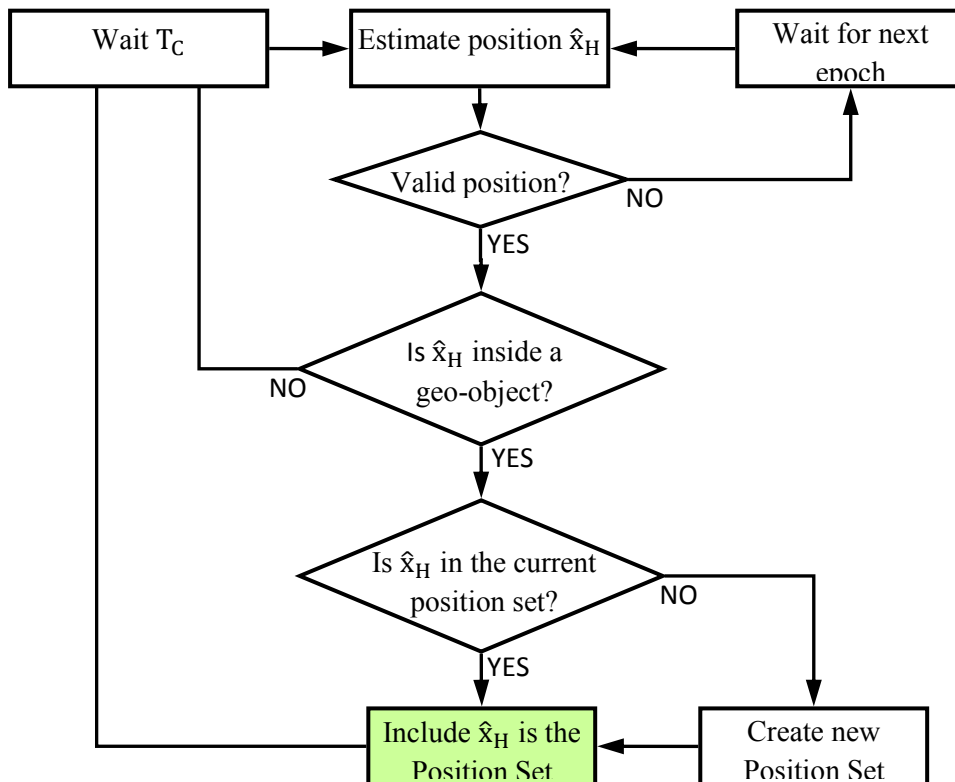 Wait T_C
Estimate position x̂_H
Wait for next
epoch
Valid position?
NO
YES
Is x̂_H inside a
geo-object?
NO
YES
Is x̂_H in the current
position set?
NO
YES
Include x̂_H is the
Position Set
Create new
Position Set